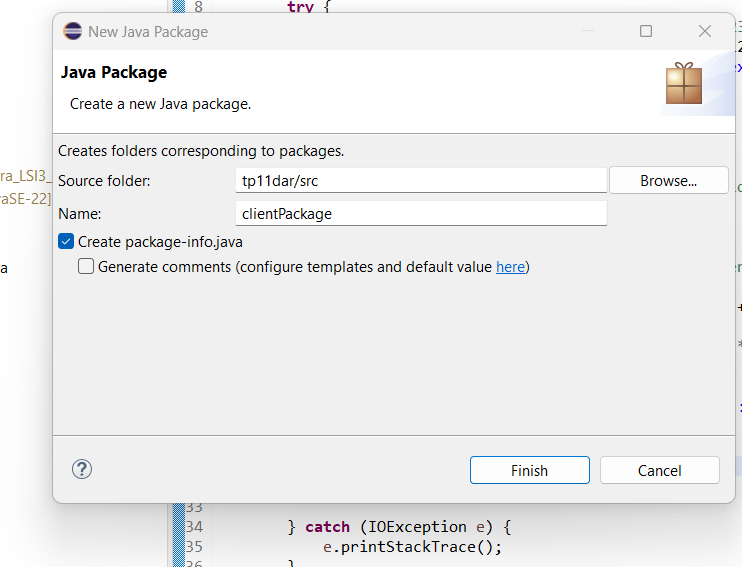 8 try {
New Java Package
Java Package
Create a new Java package.
Creates folders corresponding to packages.
ra_LSI3_
Source folder: tp11dar/src Browse...
aSE-22]
Name: clientPackage
Create package-info.java
a
Generate comments (configure templates and default value here)
+
*
:
? Finish Cancel
33
34 } catch (IOException e) {
35 e.printStackTrace();
36 }